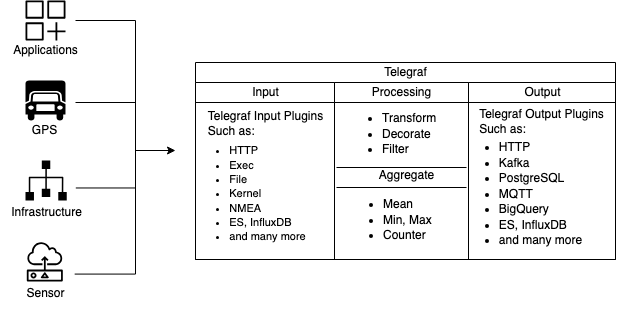 Applications
GPS
Infrastructure
Sensor
Telegraf
Input
Telegraf Input Plugins
Such as:
• HTTP
• Exec
• File
• Kernel
• NMEA
• ES, InfluxDB
• and many more
Processing
• Transform
• Decorate
• Filter
Aggregate
• Mean
• Min, Max
• Counter
Output
Telegraf Output Plugins
Such as:
• HTTP
• Kafka
• PostgreSQL
• MQTT
• BigQuery
• ES, InfluxDB
• and many more